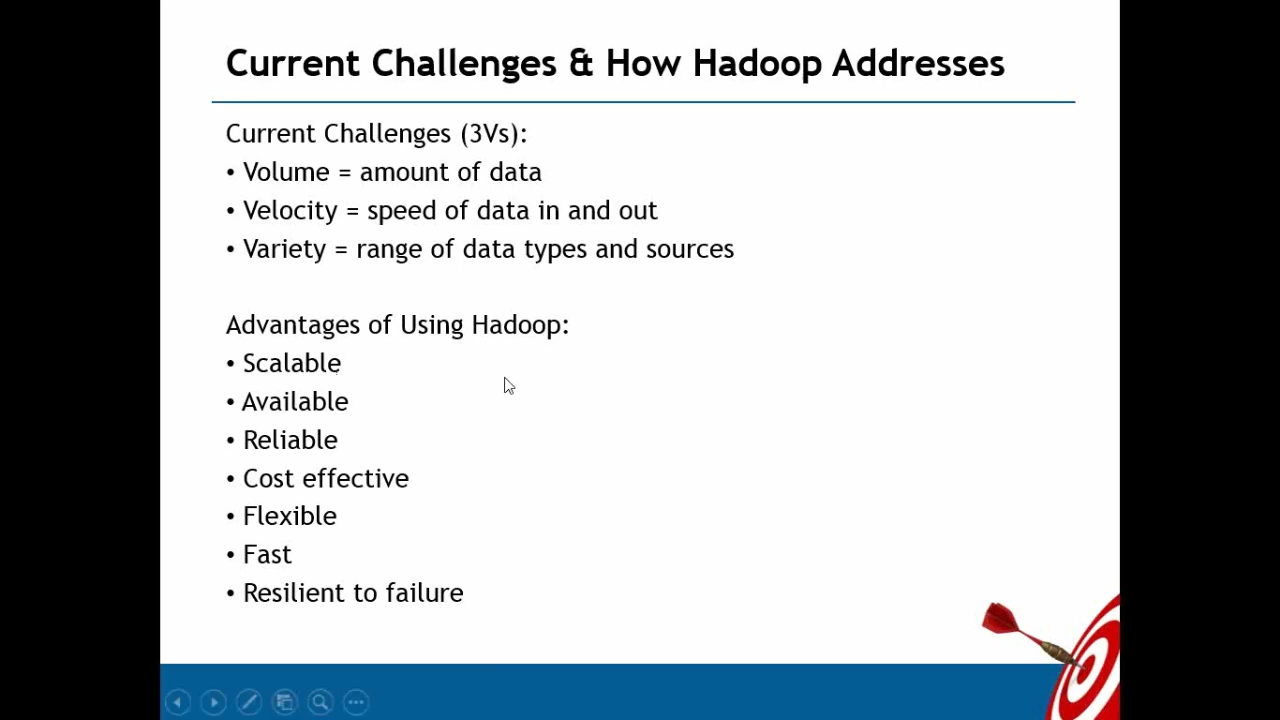 Current Challenges & How Hadoop Addresses
Current Challenges (3Vs):
• Volume = amount of data
• Velocity = speed of data in and out
• Variety = range of data types and sources
Advantages of Using Hadoop:
• Scalable
• Available
• Reliable
• Cost effective
• Flexible
• Fast
• Resilient to failure